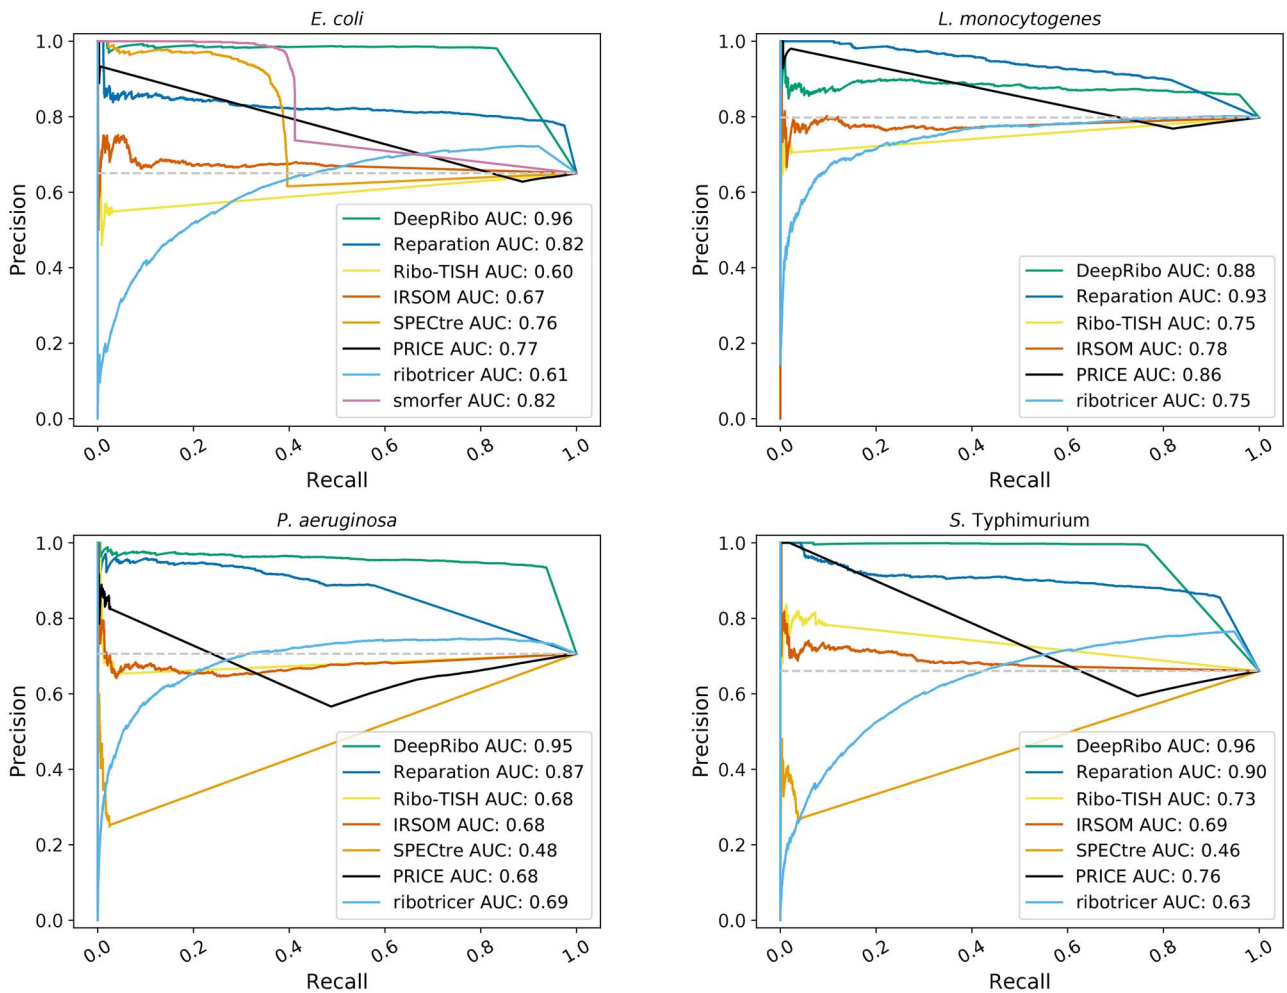 E. coli
1.0
0.8
0.6
0.4
0.2
0.0
Precision
DeepRibo AUC: 0.96
Reparation AUC: 0.82
Ribo-TISH AUC: 0.60
IRSOM AUC: 0.67
SPECtre AUC: 0.76
PRICE AUC: 0.77
ribotricer AUC: 0.61
smorfer AUC: 0.82
0.0 0.2 0.4 0.6 0.8 1.0
Recall
L. monocytogenes
1.0
0.8
0.6
0.4
0.2
0.0
Precision
DeepRibo AUC: 0.88
Reparation AUC: 0.93
Ribo-TISH AUC: 0.75
IRSOM AUC: 0.78
PRICE AUC: 0.86
ribotricer AUC: 0.75
0.0 0.2 0.4 0.6 0.8 1.0
Recall
P. aeruginosa
1.0
0.8
0.6
0.4
0.2
0.0
Precision
DeepRibo AUC: 0.95
Reparation AUC: 0.87
Ribo-TISH AUC: 0.68
IRSOM AUC: 0.68
SPECtre AUC: 0.48
PRICE AUC: 0.68
ribotricer AUC: 0.69
0.0 0.2 0.4 0.6 0.8 1.0
Recall
S. Typhimurium
1.0
0.8
0.6
0.4
0.2
0.0
Precision
DeepRibo AUC: 0.96
Reparation AUC: 0.90
Ribo-TISH AUC: 0.73
IRSOM AUC: 0.69
SPECtre AUC: 0.46
PRICE AUC: 0.76
ribotricer AUC: 0.63
0.0 0.2 0.4 0.6 0.8 1.0
Recall